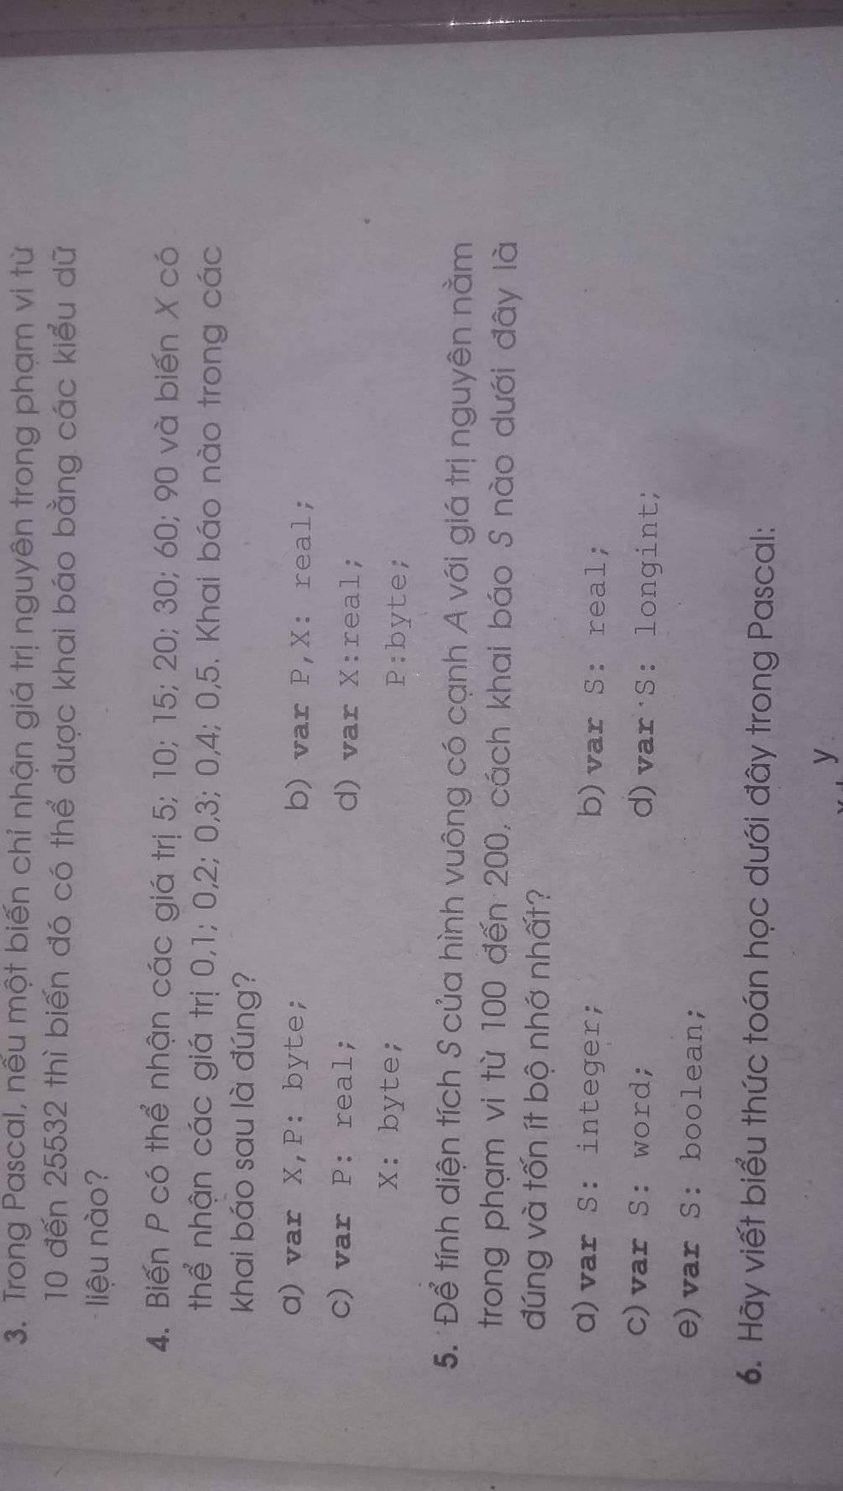 3. Trong Pascal, nếu một biến chỉ nhận giá trị nguyên trong phạm vi từ
10 đến 25532 thì biến đó có thể được khai báo bằng các kiểu dữ
liệu nào?
4. Biến P có thể nhận các giá trị 5; 10; 15; 20; 30; 60; 90 và biến X có
thể nhận các giá trị 0,1; 0,2; 0,3; 0,4; 0,5. Khai báo nào trong các
khai báo sau là đúng?
a) var X,P: byte; b) var P,X: real;
c) var P: real; d) var X:real;
X: byte; P:byte;
5. Để tính diện tích S của hình vuông có cạnh A với giá trị nguyên nằm
trong phạm vi từ 100 đến 200, cách khai báo S nào dưới đây là
đúng và tốn ít bộ nhớ nhất?
a) var S: integer; b) var S: real;
c) var S: word; d) var S: longint;
e) var S: boolean;
6. Hãy viết biểu thức toán học dưới đây trong Pascal:
y